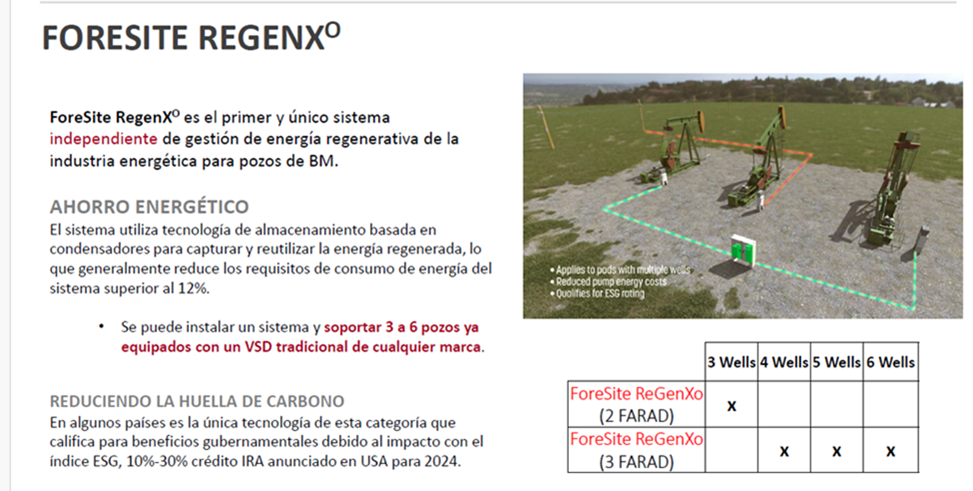 FORESITE REGENXᴼ
ForeSite RegenXᴼ es el primer y único sistema
independiente de gestión de energía regenerativa de la
industria energética para pozos de BM.
AHORRO ENERGÉTICO
El sistema utiliza tecnología de almacenamiento basada en
condensadores para capturar y reutilizar la energía regenerada, lo
que generalmente reduce los requisitos de consumo de energía del
sistema superior al 12%.
• Se puede instalar un sistema y soportar 3 a 6 pozos ya
equipados con un VSD tradicional de cualquier marca.
REDUCIENDO LA HUELLA DE CARBONO
En algunos países es la única tecnología de esta categoría que
califica para beneficios gubernamentales debido al impacto con el
índice ESG, 10%-30% crédito IRA anunciado en USA para 2024.
• Applies to pods with multiple wells
• Reduced pump energy costs
• Qualifies for ESG rating
3 Wells 4 Wells 5 Wells 6 Wells
ForeSite ReGenXo
(2 FARAD)
x
ForeSite ReGenXo
(3 FARAD)
x x x